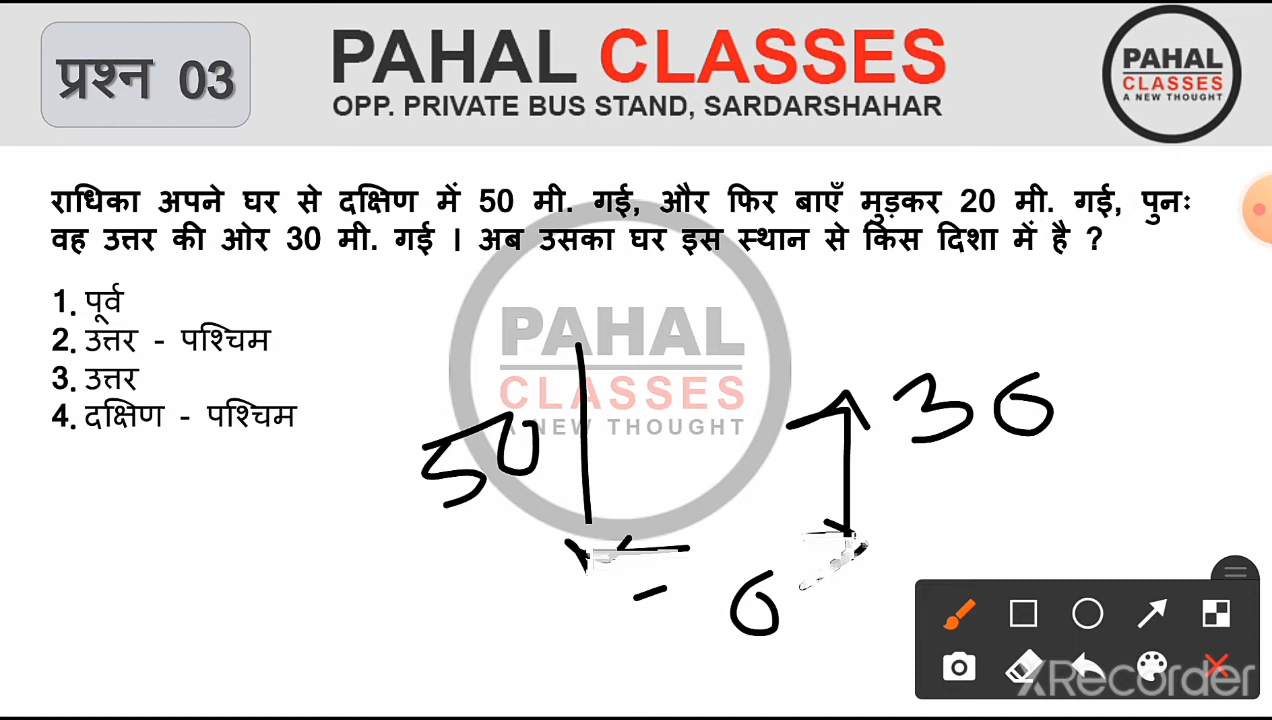 प्रश्न 03
PAHAL CLASSES
OPP. PRIVATE BUS STAND, SARDARSHAHAR
PAHAL
CLASSES
A NEW THOUGHT
राधिका अपने घर से दक्षिण में 50 मी. गई, और फिर बाएँ मुड़कर 20 मी. गई, पुनः
वह उत्तर की ओर 30 मी. गई । अब उसका घर इस स्थान से किस दिशा में है ?
1. पूर्व
2. उत्तर - पश्चिम
3. उत्तर
4. दक्षिण - पश्चिम
PAHAL
CLASSES
A NEW THOUGHT
50
30
0
XRecorder